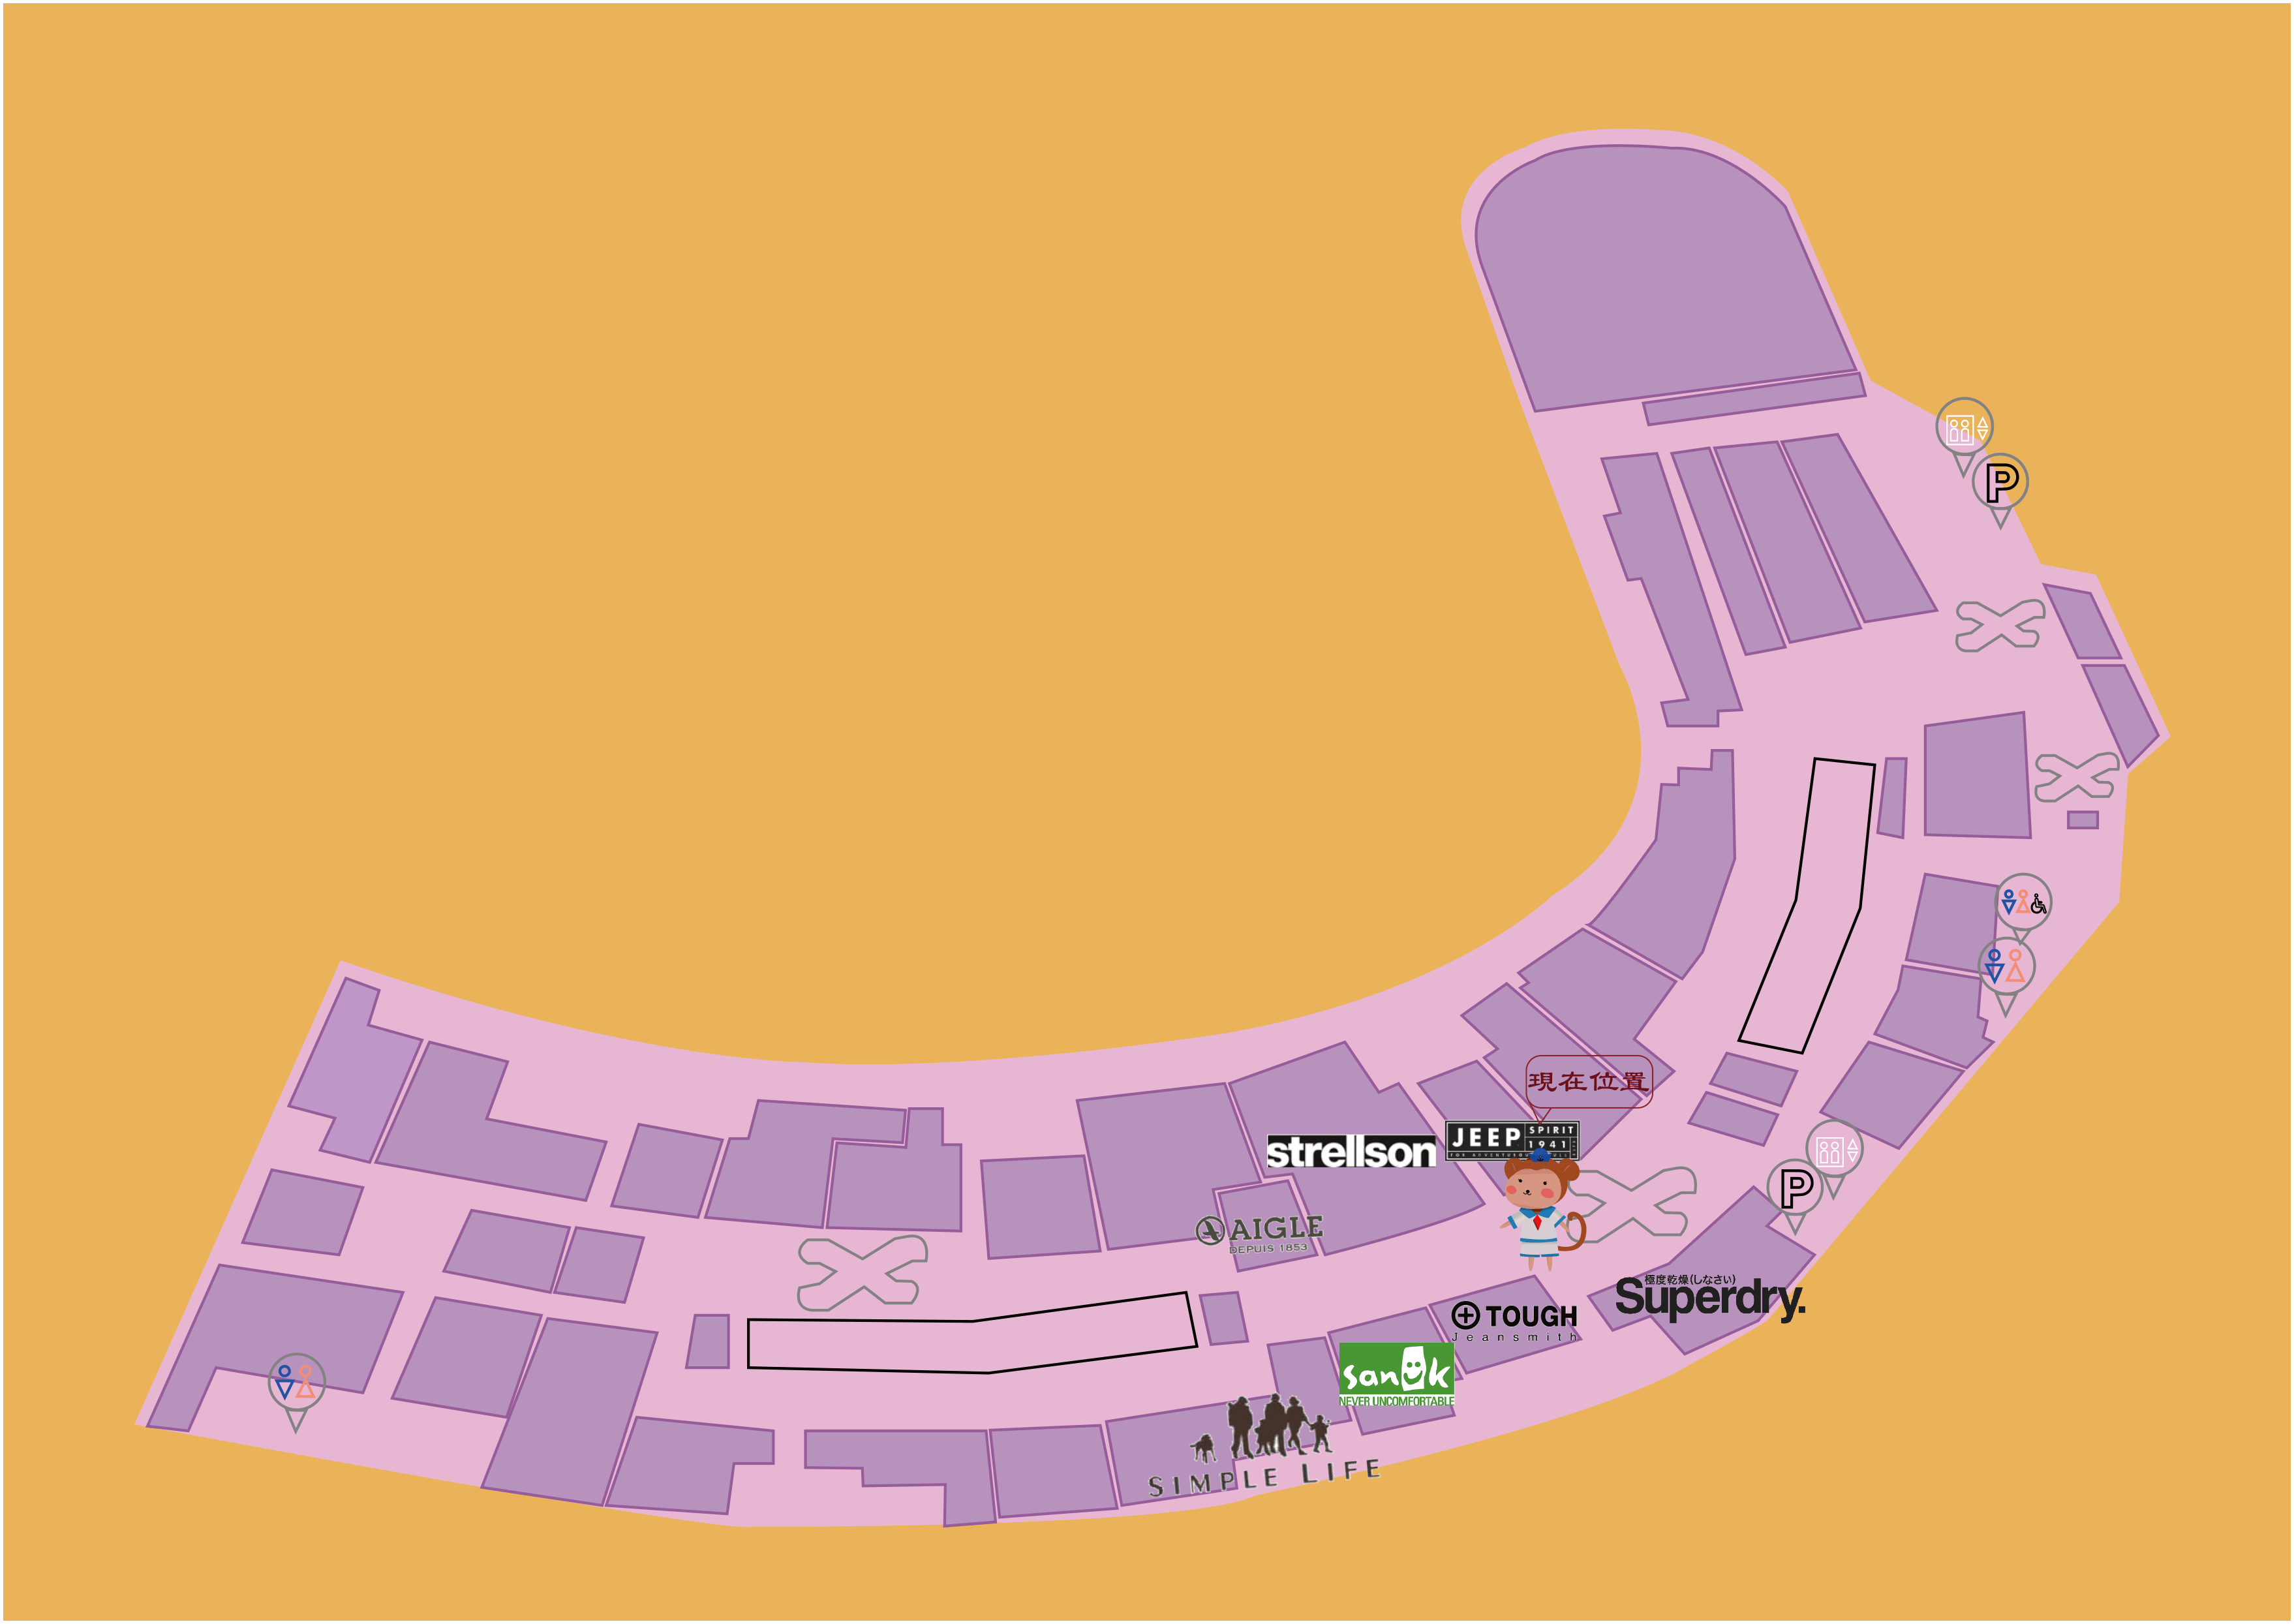 P
現在位置
JEEP SPIRIT
1941
strellson
P
AIGLE
DEPUIS 1853
極度乾燥(しなさい)
Superdry.
TOUGH
Jeansmith
sanuk
NEVER UNCOMFORTABLE
SIMPLE LIFE